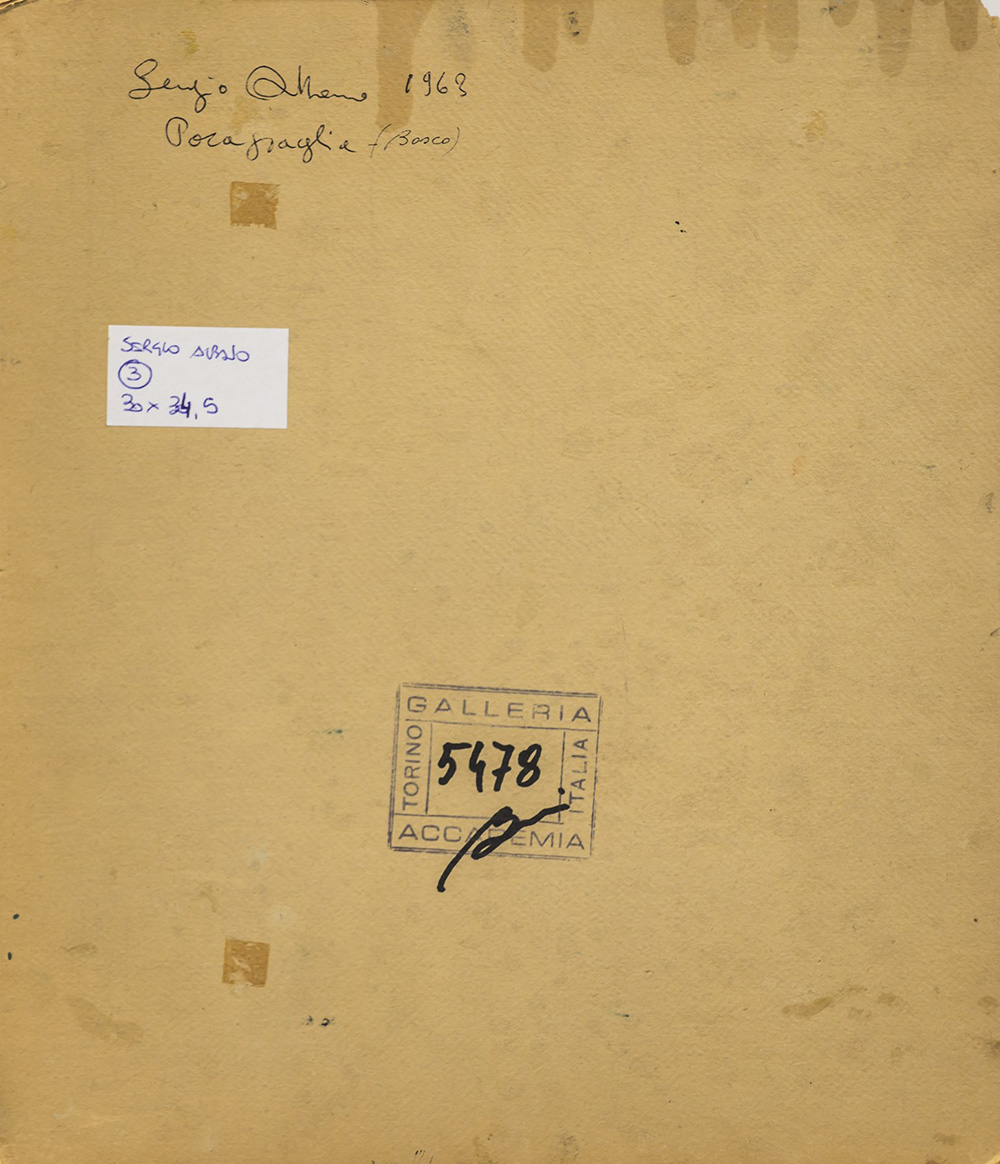 Sergio Albano 1963
Pocapaglia (Bosco)
SERGIO ALBANO
3
30 x 34,5
GALLERIA
TORINO
5478
ITALIA
ACCADEMIA